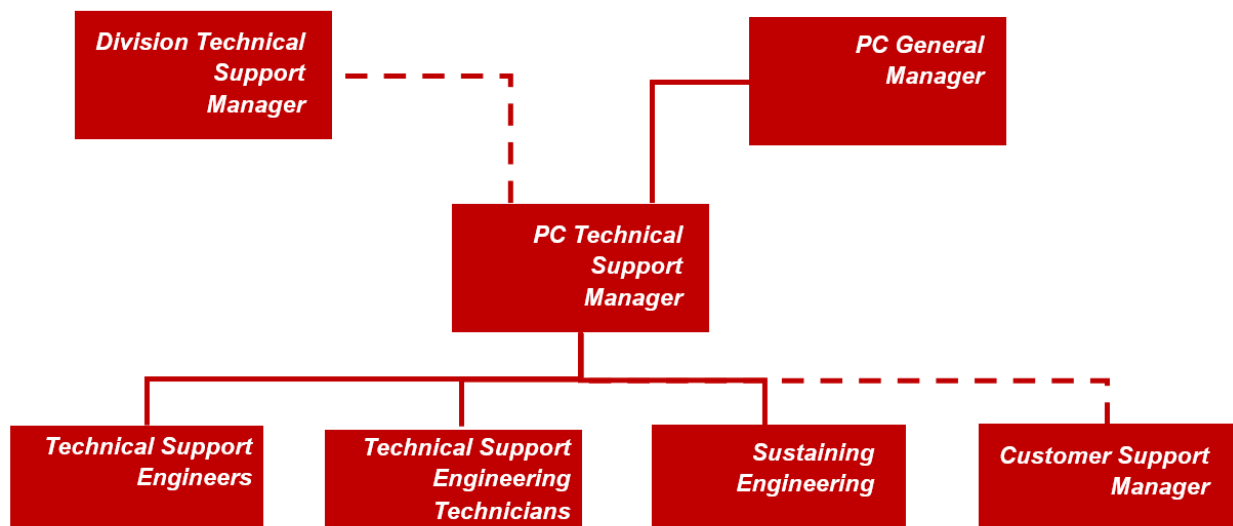 Division Technical
Support
Manager
PC General
Manager
PC Technical
Support
Manager
Technical Support
Engineers
Technical Support
Engineering
Technicians
Sustaining
Engineering
Customer Support
Manager